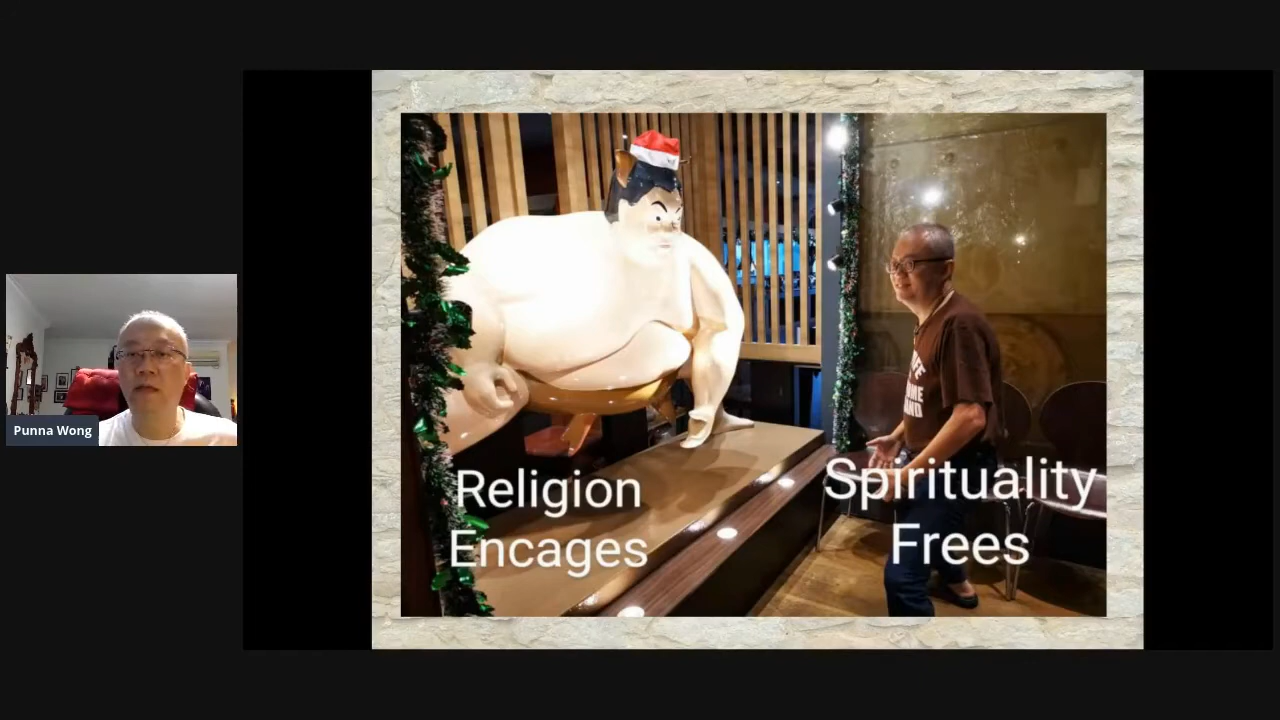 Punna Wong
Religion
Encages
Spirituality
Frees